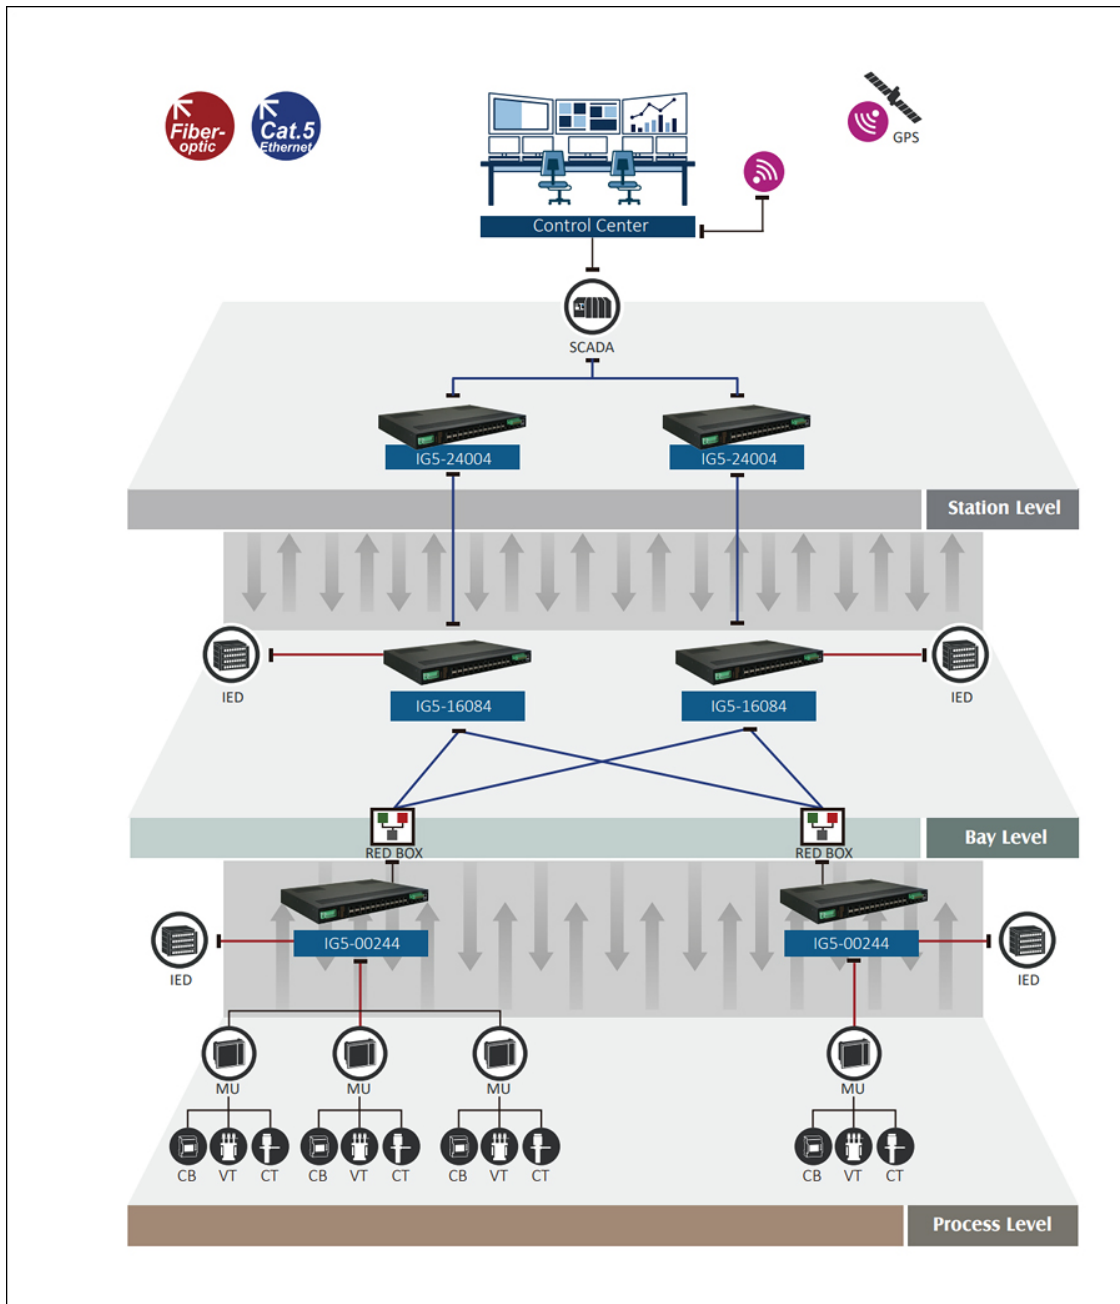 Fiber-
optic
Cat.5
Ethernet
GPS
Control Center
SCADA
IG5-24004
IG5-24004
Station Level
IED
IED
IG5-16084
IG5-16084
RED BOX
RED BOX
Bay Level
IG5-00244
IG5-00244
IED
IED
MU
MU
MU
MU
CB
VT
CT
CB
VT
CT
CB
VT
CT
CB
VT
CT
Process Level